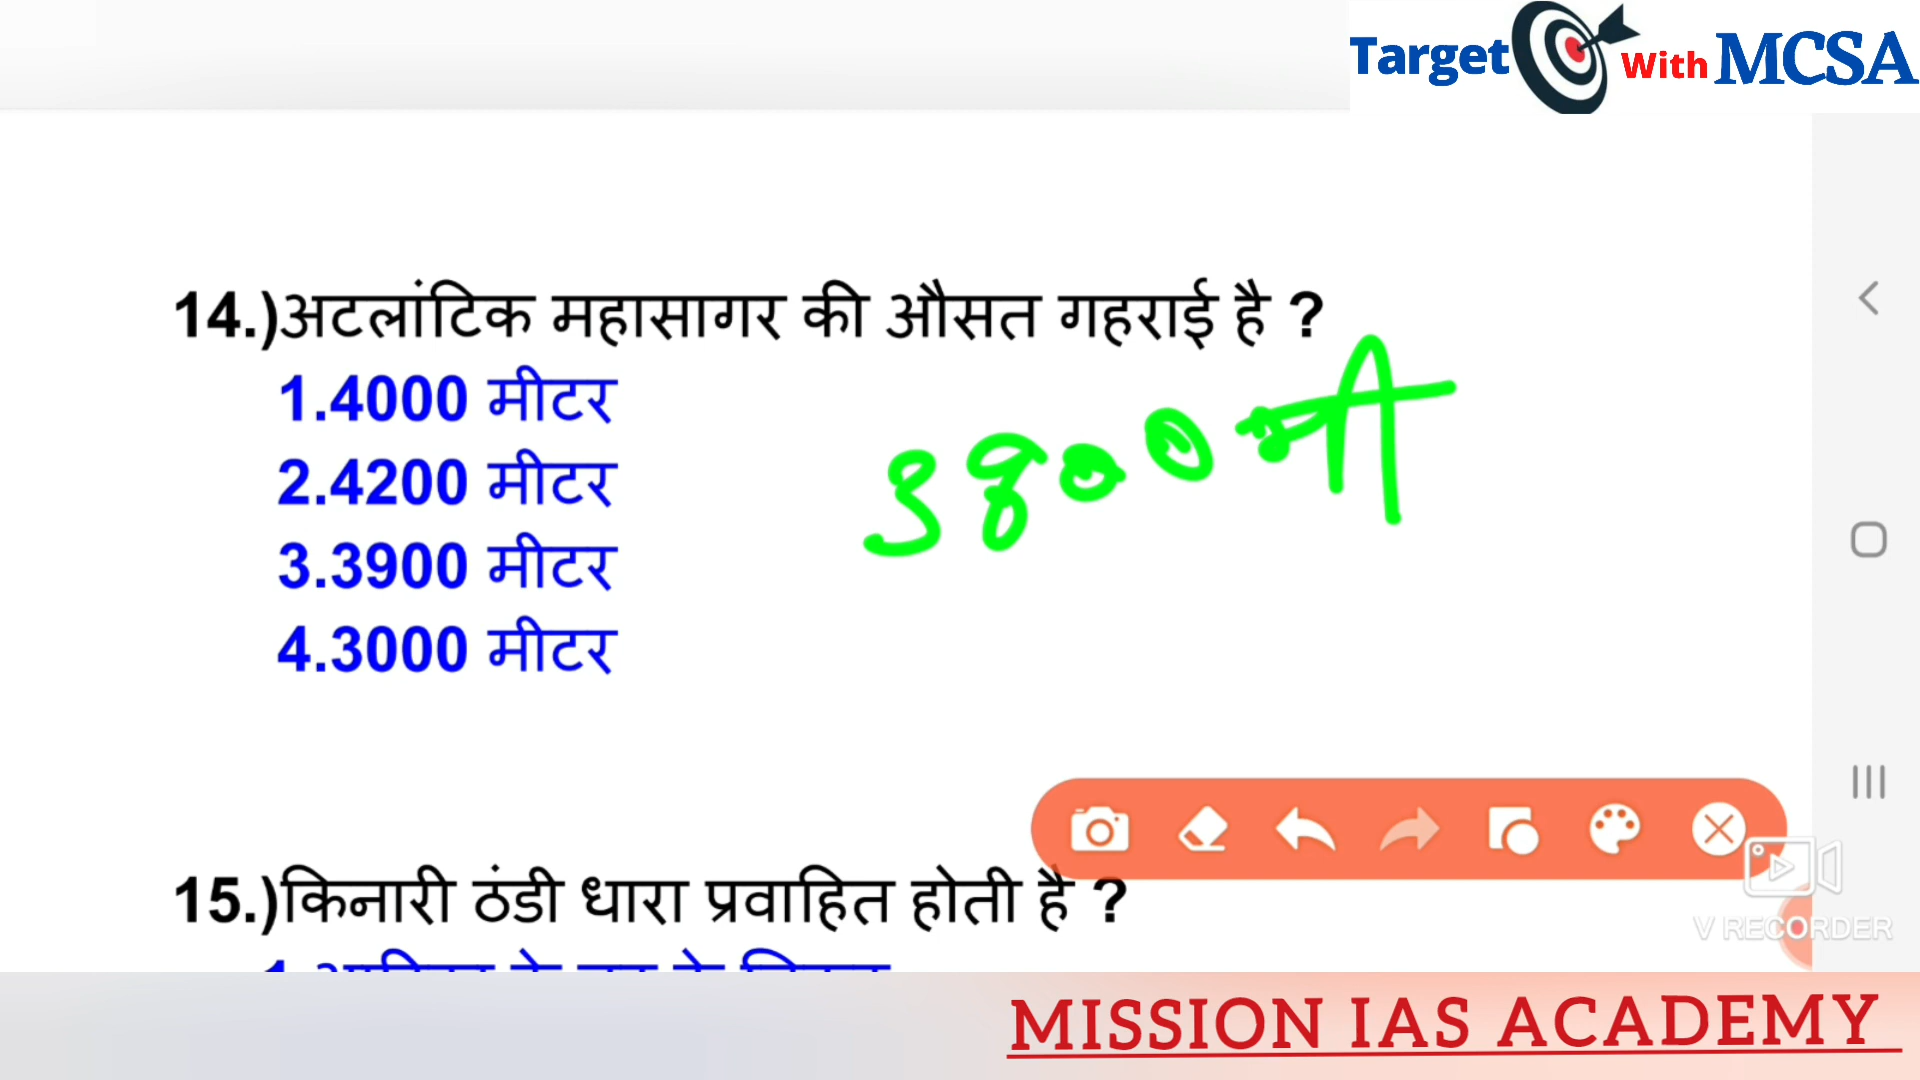 Target With MCSA
14.)अटलांटिक महासागर की औसत गहराई है ?
1.4000 मीटर
2.4200 मीटर
3.3900 मीटर
4.3000 मीटर
15.)किनारी ठंडी धारा प्रवाहित होती है ?
V RECORDER
MISSION IAS ACADEMY